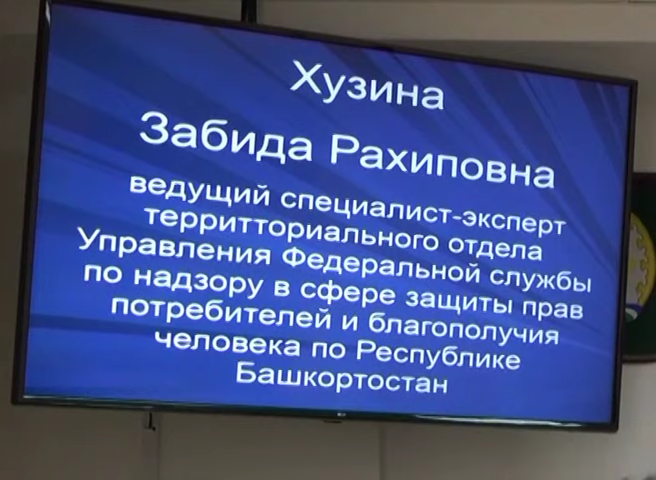 Хузина
Забида Рахиповна
ведущий специалист-эксперт
территториального отдела
Управления Федеральной службы
по надзору в сфере защиты прав
потребителей и благополучия
человека по Республике
Башкортостан
LG